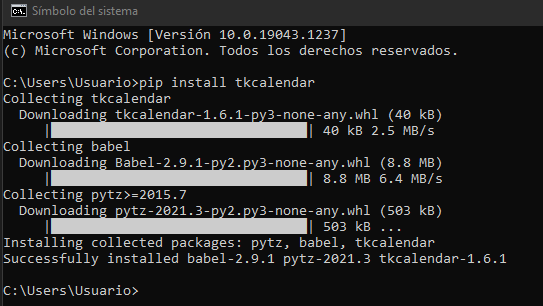 Símbolo del sistema
Microsoft Windows [Versión 10.0.19043.1237]
(c) Microsoft Corporation. Todos los derechos reservados.
C:\Users\Usuario>pip install tkcalendar
Collecting tkcalendar
  Downloading tkcalendar-1.6.1-py3-none-any.whl (40 kB)
     |████████████████████████████████| 40 kB 2.5 MB/s
Collecting babel
  Downloading Babel-2.9.1-py2.py3-none-any.whl (8.8 MB)
     |████████████████████████████████| 8.8 MB 6.4 MB/s
Collecting pytz>=2015.7
  Downloading pytz-2021.3-py2.py3-none-any.whl (503 kB)
     |████████████████████████████████| 503 kB ...
Installing collected packages: pytz, babel, tkcalendar
Successfully installed babel-2.9.1 pytz-2021.3 tkcalendar-1.6.1
C:\Users\Usuario>